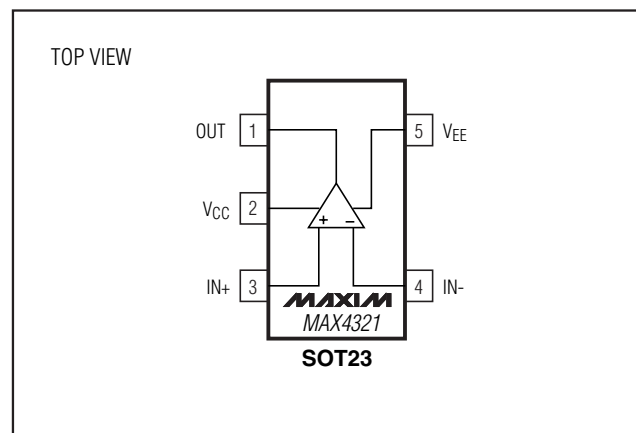 TOP VIEW
OUT 1
5 VEE
VCC 2
+ −
IN+ 3
4 IN-
MAXIM
MAX4321
SOT23